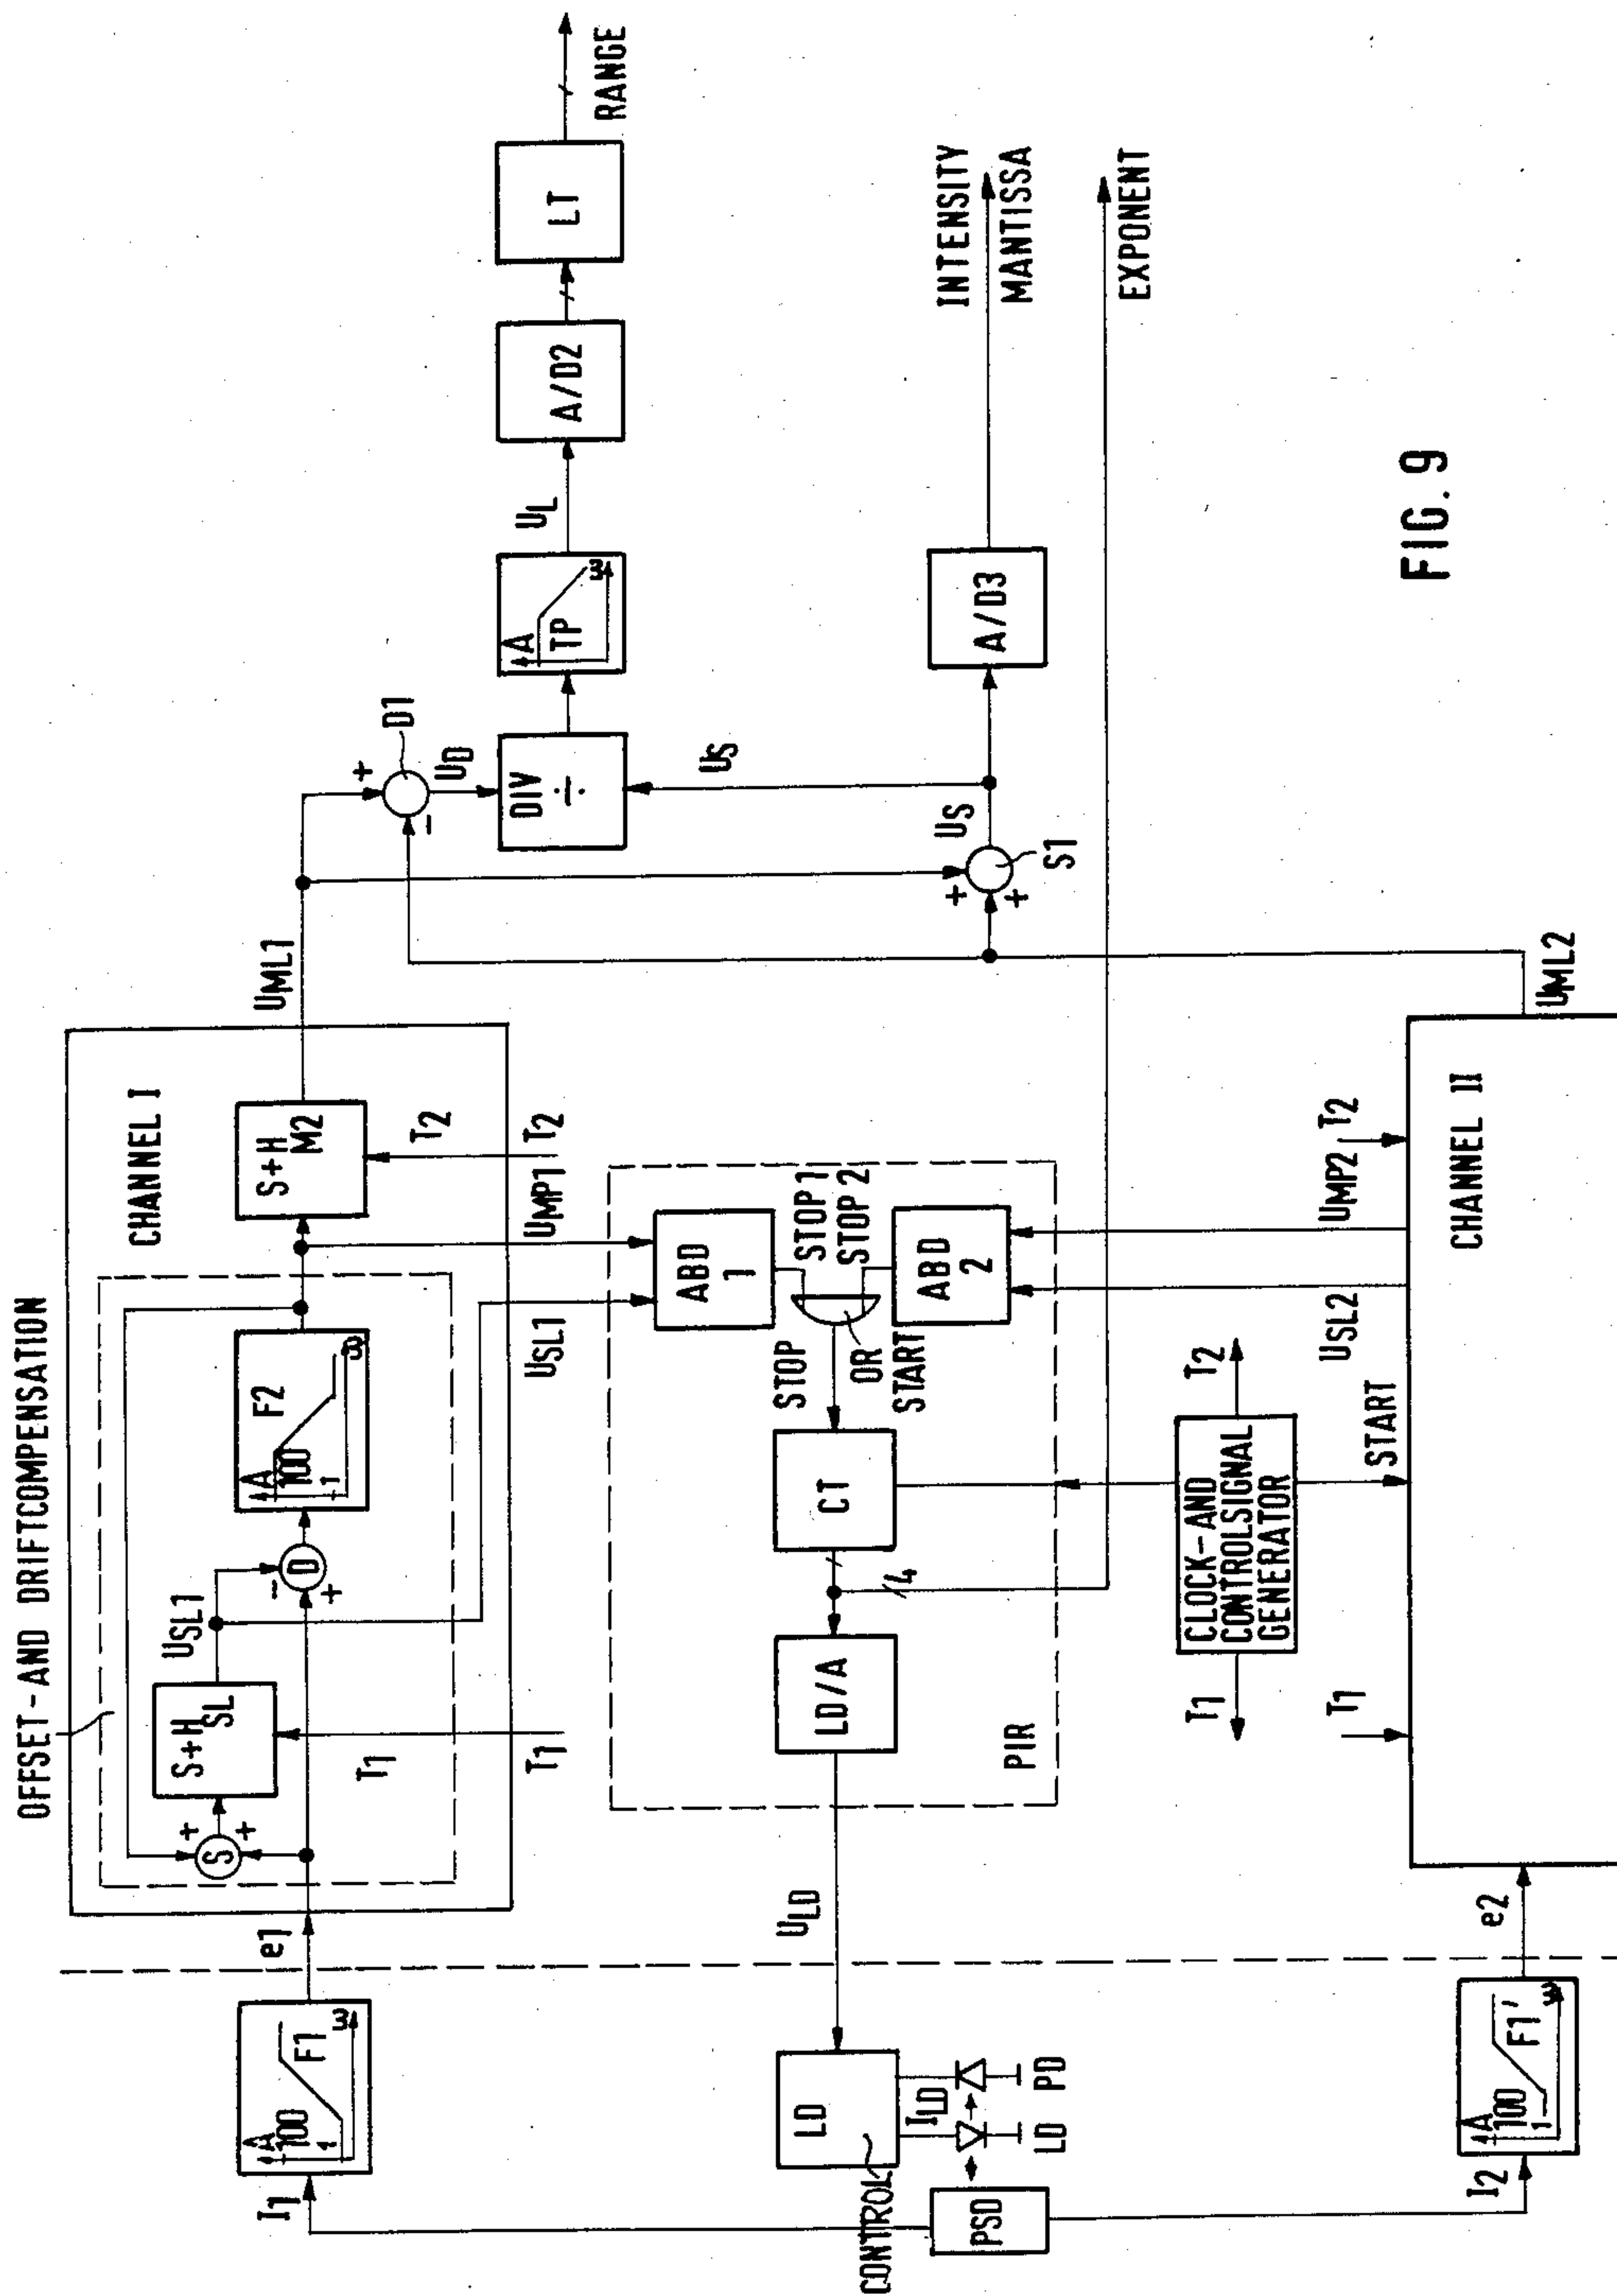 OFFSET-AND DRIFTCOMPENSATION
CHANNEL I
I1
A
100
1
F1
ω
e1
S
+
+
S+H
SL
USL1
T1
T1
D
-
+
A
100
1
F2
ω
S+H
M2
T2
T2
UML1
USL1
UMP1
+
-
D1
UD
DIV
÷
US
A
TP
ω
UL
A/D2
LT
RANGE
LD
CONTROL
ILD
LD
PD
PSD
ULD
PIR
LD/A
4
CT
STOP
OR
START
ABD
1
STOP 1
STOP 2
ABD
2
US
+
+
S1
A/D3
INTENSITY
MANTISSA
EXPONENT
T1
CLOCK-AND
CONTROLSIGNAL
GENERATOR
T2
T1
START
USL2
UMP2
T2
I2
A
100
1
F1'
ω
e2
CHANNEL II
UML2
FIG. 9